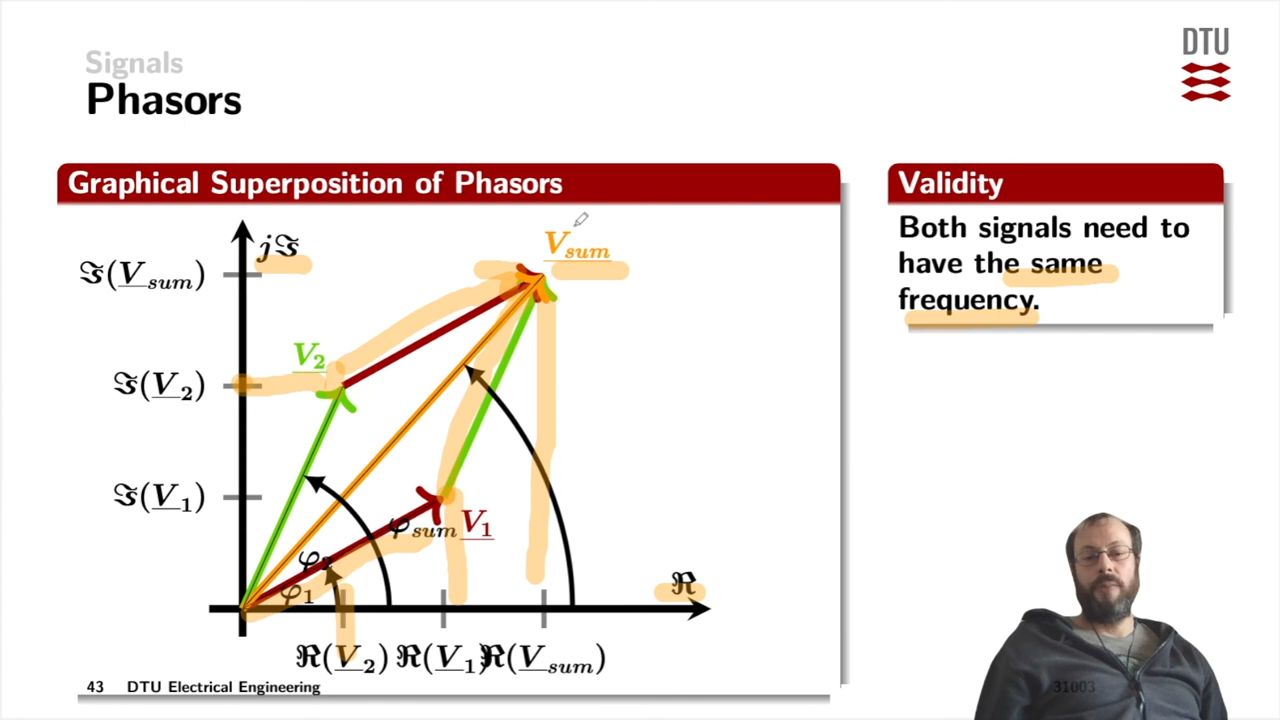 Signals
Phasors
DTU
Graphical Superposition of Phasors
Validity
Both signals need to
have the same
frequency.
jℑ
V_sum
ℑ(V_sum)
V_2
ℑ(V_2)
ℑ(V_1)
φ_sum
V_1
φ_2
φ_1
ℜ
ℜ(V_2) ℜ(V_1) ℜ(V_sum)
43 DTU Electrical Engineering
31003